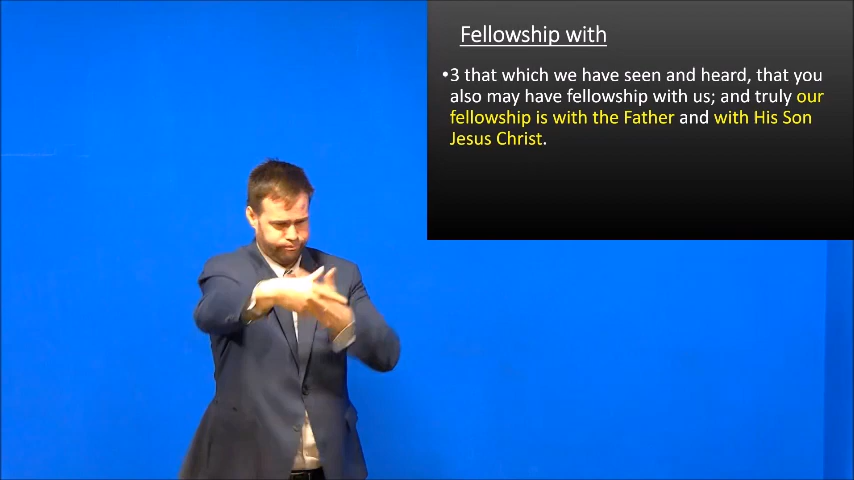 Fellowship with
•3 that which we have seen and heard, that you
also may have fellowship with us; and truly our
fellowship is with the Father and with His Son
Jesus Christ.